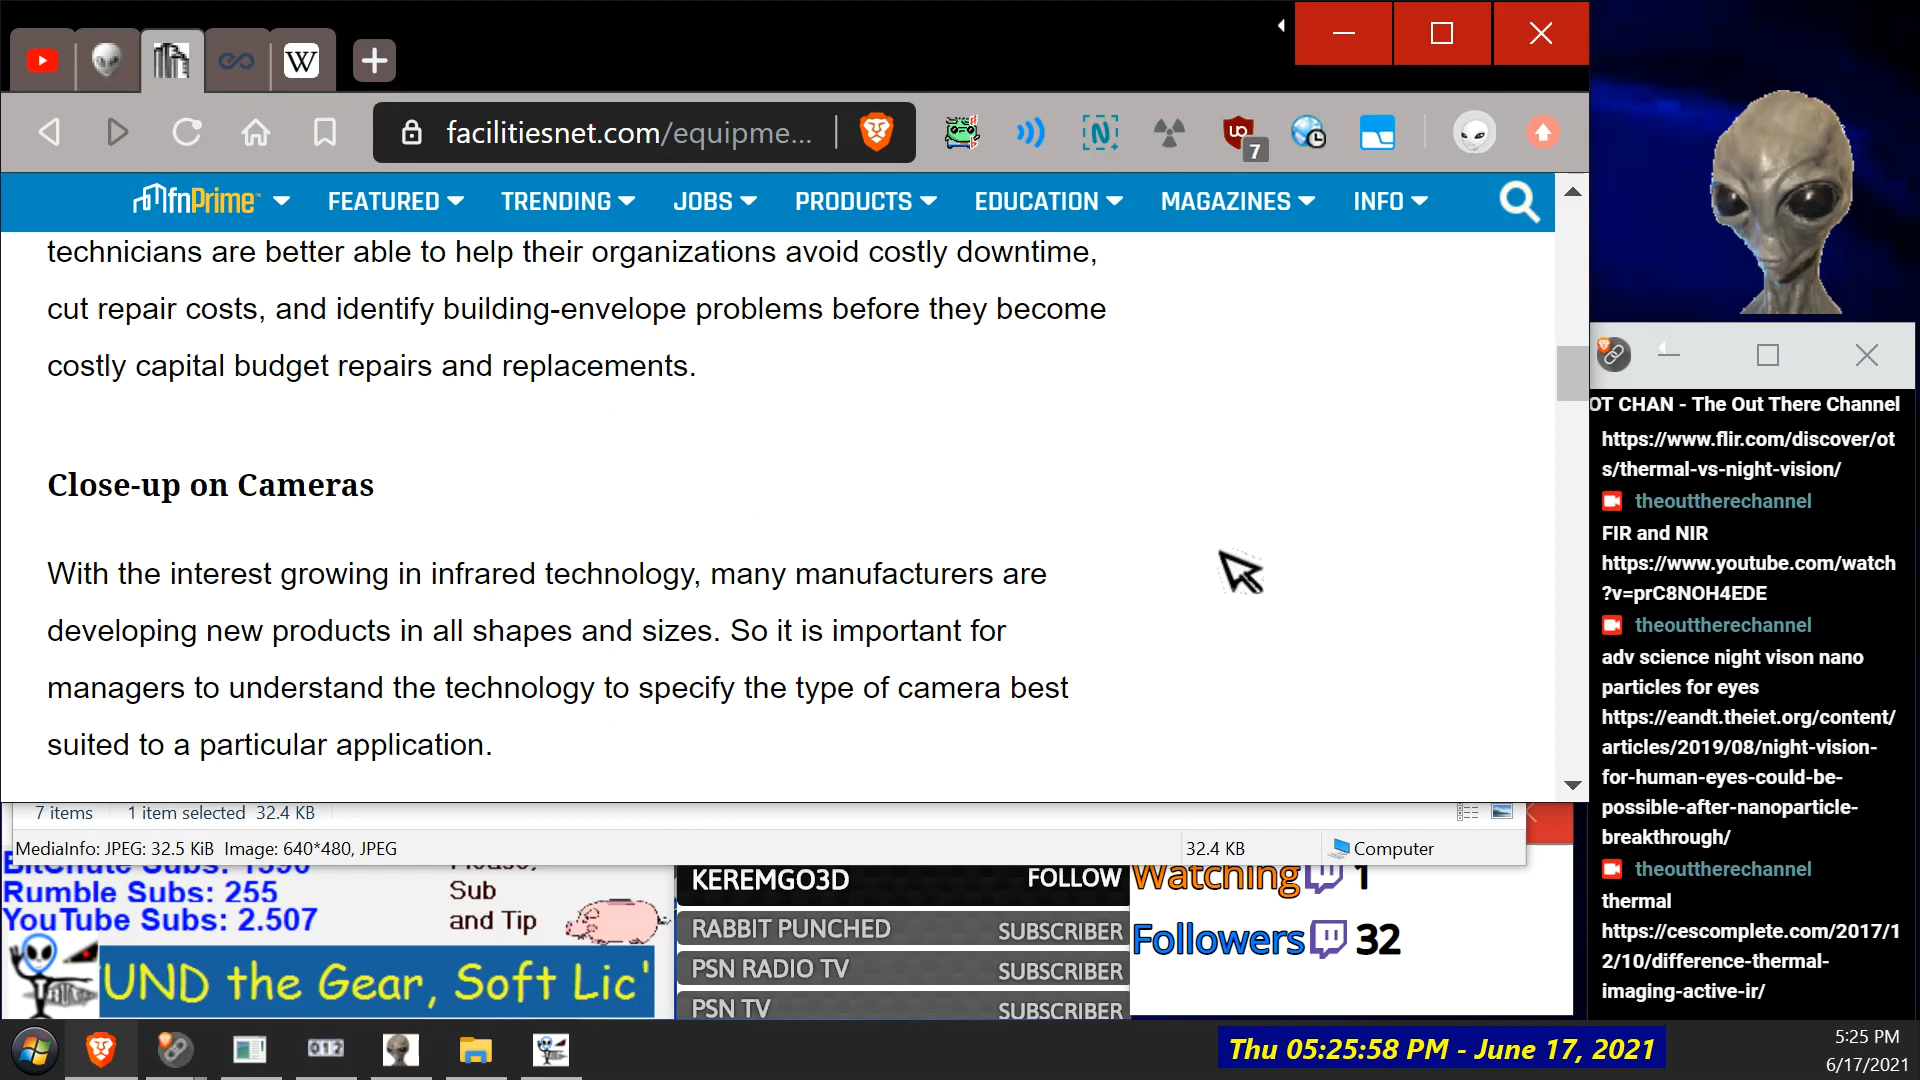 facilitiesnet.com/equipme...
7
fnPrime
FEATURED
TRENDING
JOBS
PRODUCTS
EDUCATION
MAGAZINES
INFO
technicians are better able to help their organizations avoid costly downtime,
cut repair costs, and identify building-envelope problems before they become
costly capital budget repairs and replacements.
Close-up on Cameras
With the interest growing in infrared technology, many manufacturers are
developing new products in all shapes and sizes. So it is important for
managers to understand the technology to specify the type of camera best
suited to a particular application.
7 items 1 item selected 32.4 KB
MediaInfo: JPEG: 32.5 KiB Image: 640*480, JPEG
32.4 KB
Computer
Rumble Subs: 255
YouTube Subs: 2.507
Sub
and Tip
UND the Gear, Soft Lic'
KEREMGO3D FOLLOW
RABBIT PUNCHED SUBSCRIBER
PSN RADIO TV SUBSCRIBER
PSN TV SUBSCRIBER
Watching 1
Followers 32
OT CHAN - The Out There Channel
https://www.flir.com/discover/ot
s/thermal-vs-night-vision/
theouttherechannel
FIR and NIR
https://www.youtube.com/watch
?v=prC8NOH4EDE
theouttherechannel
adv science night vison nano
particles for eyes
https://eandt.theiet.org/content/
articles/2019/08/night-vision-
for-human-eyes-could-be-
possible-after-nanoparticle-
breakthrough/
theouttherechannel
thermal
https://cescomplete.com/2017/1
2/10/difference-thermal-
imaging-active-ir/
012
Thu 05:25:58 PM - June 17, 2021
5:25 PM
6/17/2021